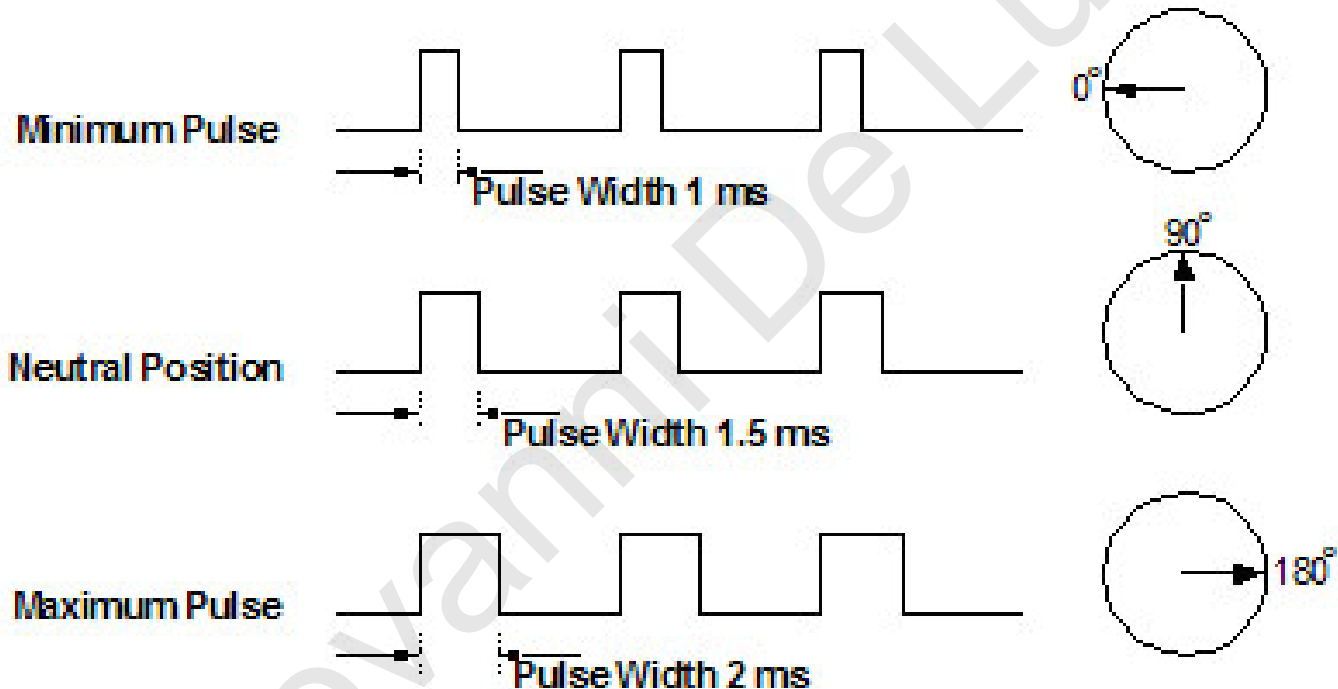 0°
Minimum Pulse
Pulse Width 1 ms
90°
Neutral Position
Pulse Width 1.5 ms
180°
Maximum Pulse
Pulse Width 2 ms